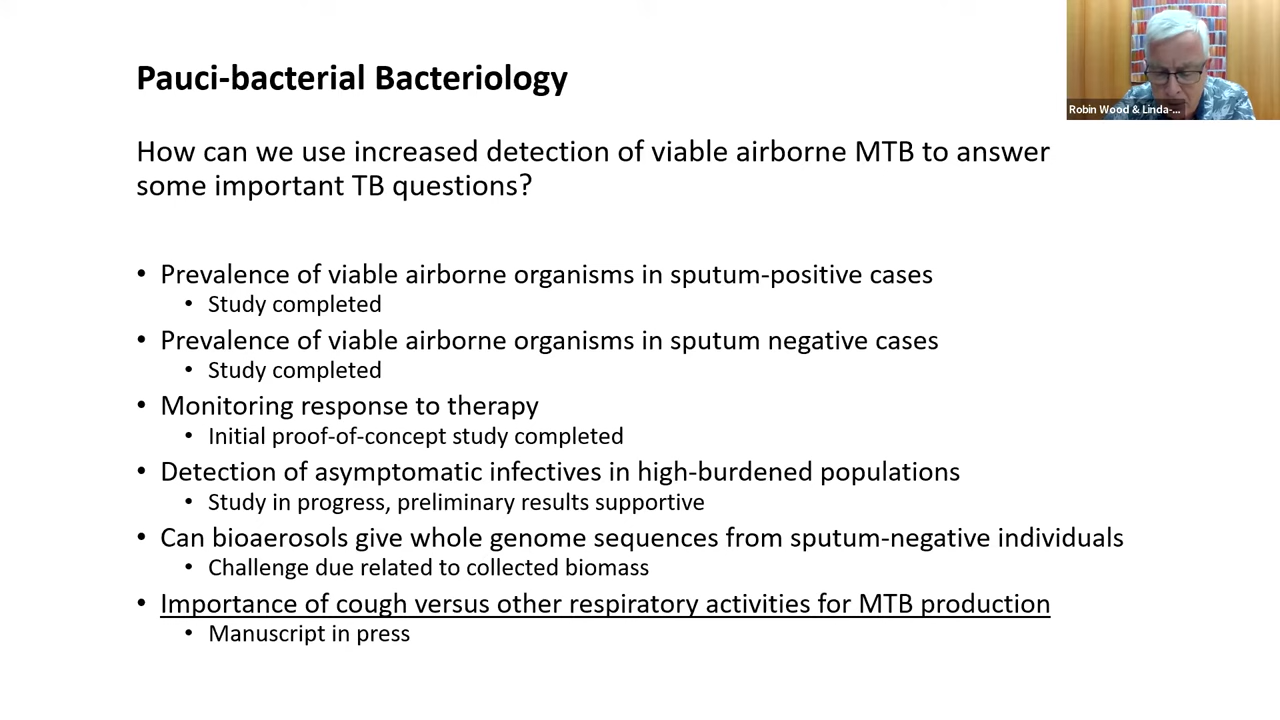 Pauci-bacterial Bacteriology
Robin Wood & Linda-...
How can we use increased detection of viable airborne MTB to answer
some important TB questions?
• Prevalence of viable airborne organisms in sputum-positive cases
• Study completed
• Prevalence of viable airborne organisms in sputum negative cases
• Study completed
• Monitoring response to therapy
• Initial proof-of-concept study completed
• Detection of asymptomatic infectives in high-burdened populations
• Study in progress, preliminary results supportive
• Can bioaerosols give whole genome sequences from sputum-negative individuals
• Challenge due related to collected biomass
• Importance of cough versus other respiratory activities for MTB production
• Manuscript in press